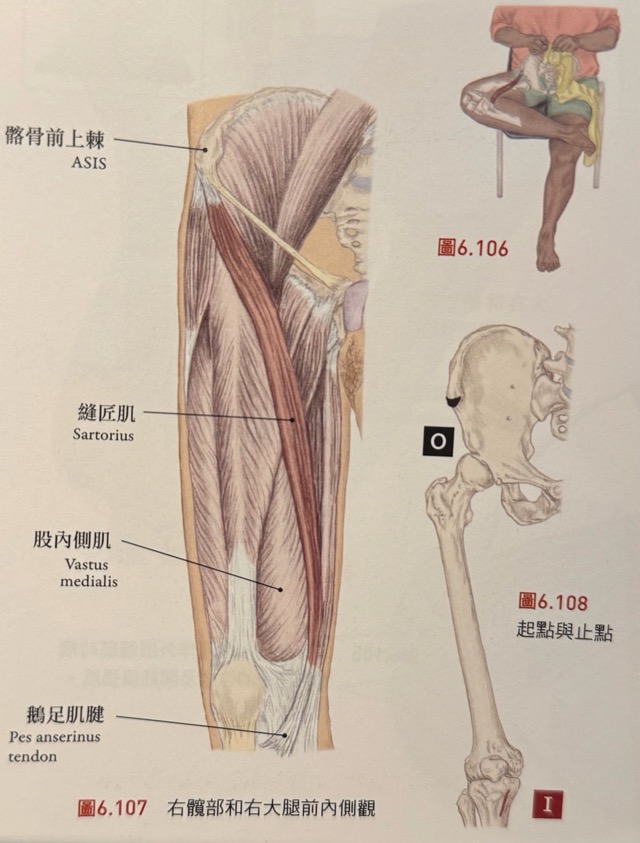 髂骨前上棘
ASIS
圖6.106
縫匠肌
Sartorius
O
股內側肌
Vastus
medialis
圖6.108
起點與止點
鵝足肌腱
Pes anserinus
tendon
I
圖6.107 右髖部和右大腿前內側觀